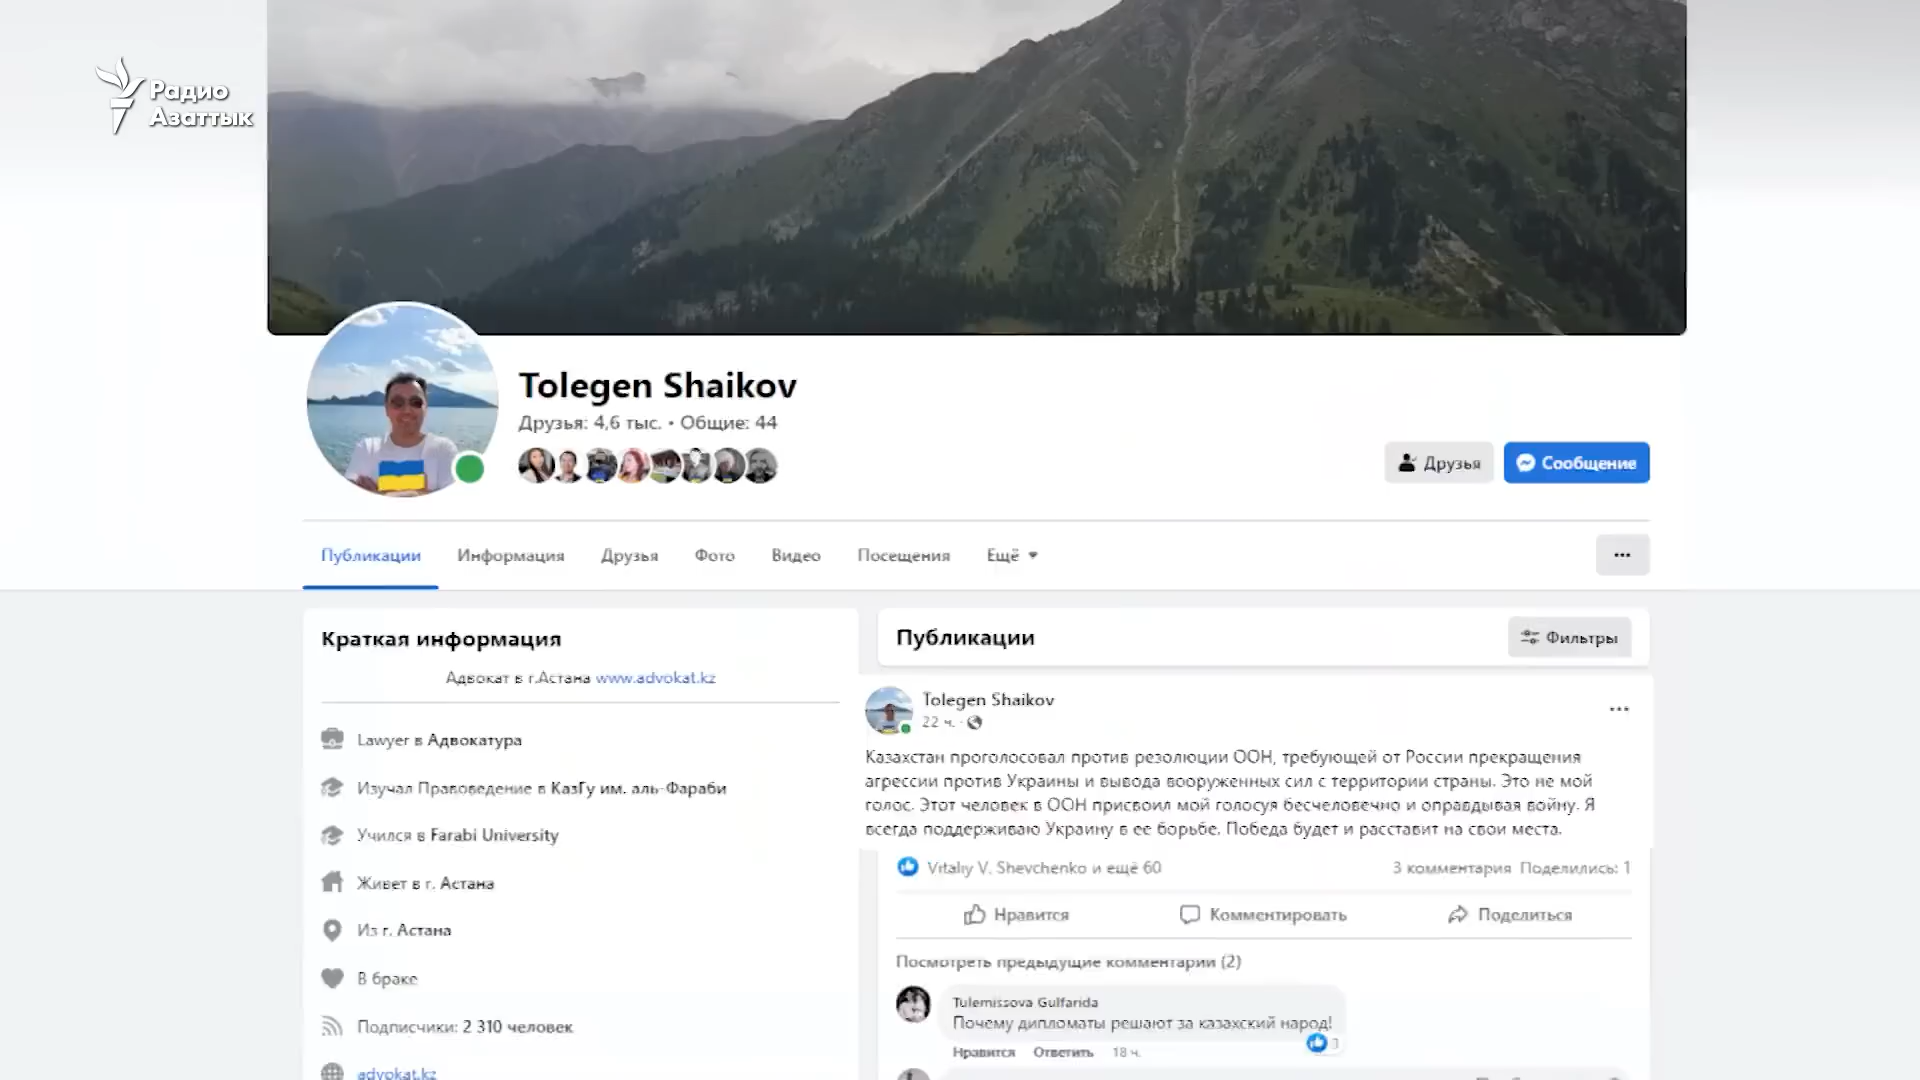 Радио
Азаттык
Tolegen Shaikov
Друзья: 4,6 тыс. • Общие: 44
Друзья
Сообщение
Публикации
Информация
Друзья
Фото
Видео
Посещения
Ещё
Краткая информация
Адвокат в г.Астана www.advokat.kz
Lawyer в Адвокатура
Изучал Правоведение в КазГу им. аль-Фараби
Учился в Farabi University
Живет в г. Астана
Из г. Астана
В браке
Подписчики: 2 310 человек
advokat.kz
Публикации
Фильтры
Tolegen Shaikov
22 ч. ·
Казахстан проголосовал против резолюции ООН, требующей от России прекращения
агрессии против Украины и вывода вооруженных сил с территории страны. Это не мой
голос. Этот человек в ООН присвоил мой голосуя бесчеловечно и оправдывая войну. Я
всегда поддерживаю Украину в ее борьбе. Победа будет и расставит на свои места.
Vitaliy V. Shevchenko и ещё 60
3 комментария Поделились: 1
Нравится
Комментировать
Поделиться
Посмотреть предыдущие комментарии (2)
Tulemissova Gulfarida
Почему дипломаты решают за казахский народ!
3
Нравится Ответить 18 ч.